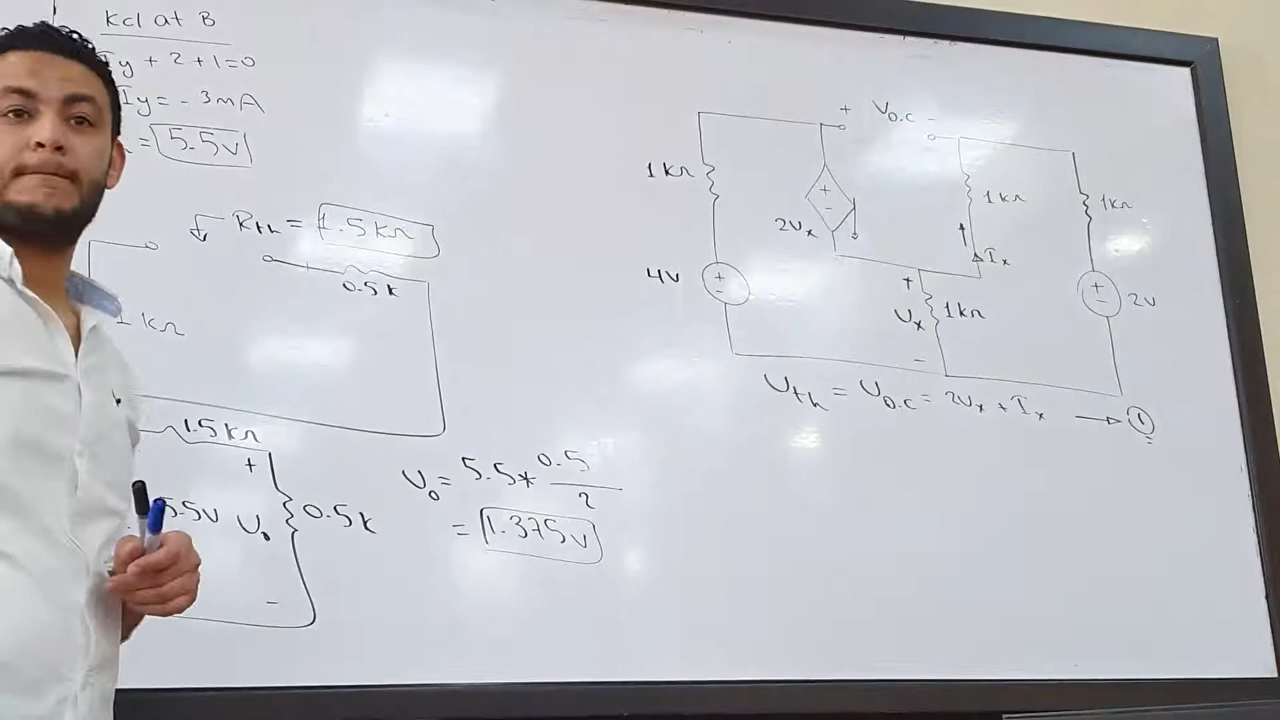 Kcl at B
Iy + 2 + 1 = 0
Iy = - 3mA
= 5.5v
Rth = 1.5kΩ
0.5k
1 kΩ
1.5kΩ
+
5.5v
Vo
0.5k
-
Vo = 5.5 * 0.5 / 2
= 1.375v
+ Vo.c -
1kΩ
+
-
2Vx
1kΩ
1kΩ
Ix
4v
+
-
+
Vx
1kΩ
-
+
-
2v
Vth = Vo.c = 2Vx + Ix → 1